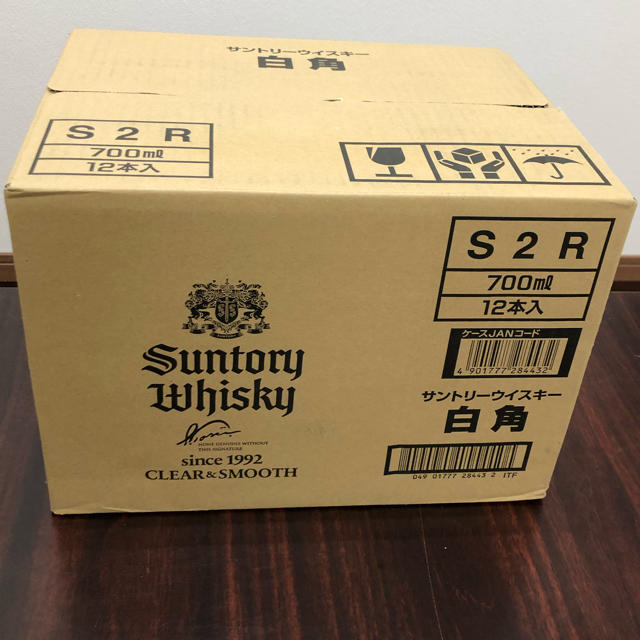 サントリーウイスキー
白角
S 2 R
700ml
12本入
S 2 R
700ml
12本入
ケースJANコード
4 901777 284432
サントリーウイスキー
白角
049 01777 28443 2 ITF
Suntory
Whisky
NONE GENUINE WITHOUT
THIS SIGNATURE
since 1992
CLEAR&SMOOTH